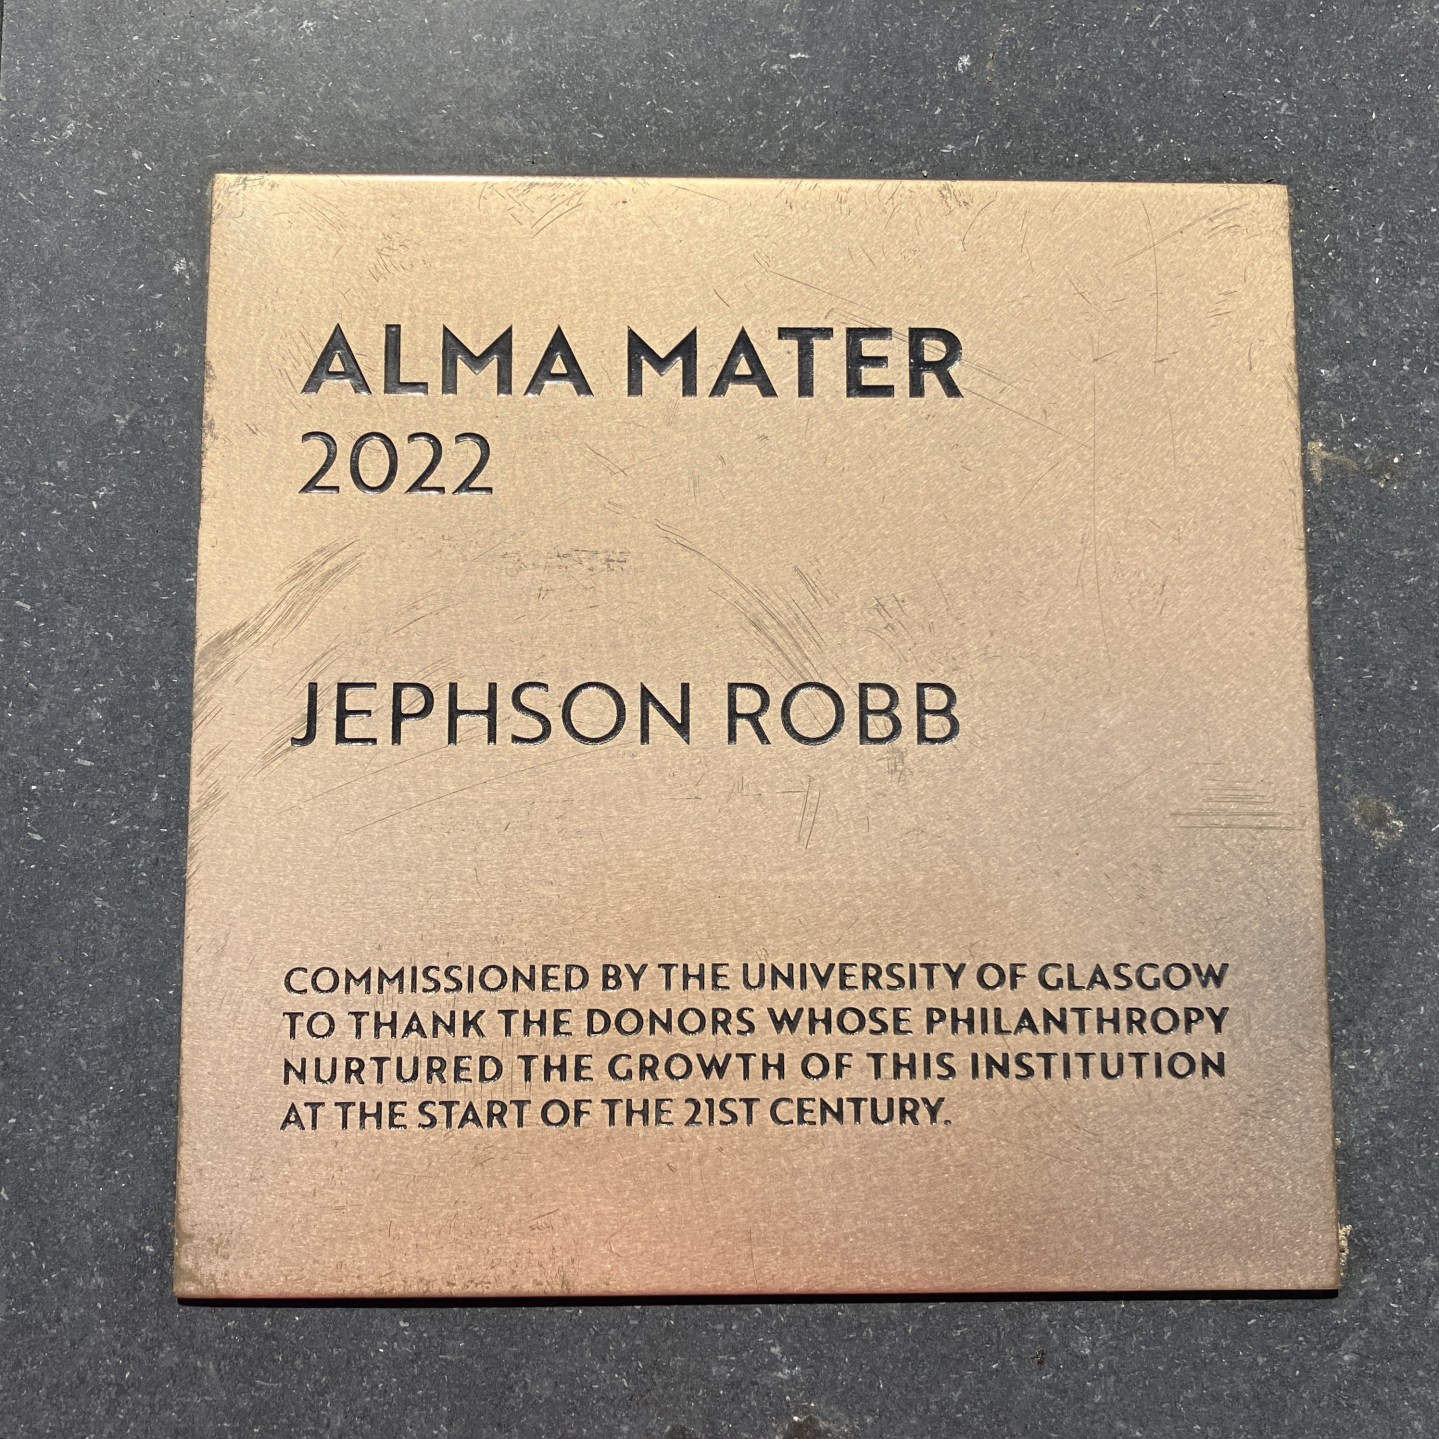 ALMA MATER
2022
JEPHSON ROBB
COMMISSIONED BY THE UNIVERSITY OF GLASGOW
TO THANK THE DONORS WHOSE PHILANTHROPY
NURTURED THE GROWTH OF THIS INSTITUTION
AT THE START OF THE 21ST CENTURY.